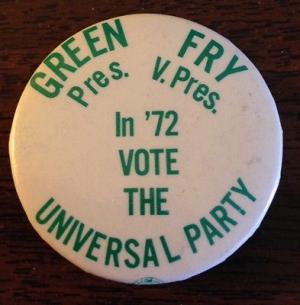 GREEN FRY
Pres. V. Pres.
In '72
VOTE
THE
UNIVERSAL PARTY